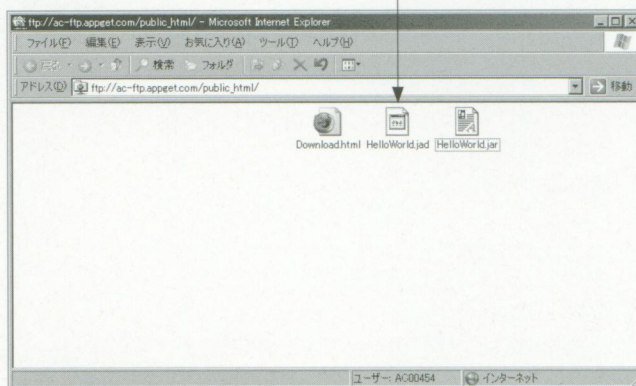 ftp://ac-ftp.appget.com/public_html/ - Microsoft Internet Explorer
ファイル(F) 編集(E) 表示(V) お気に入り(A) ツール(T) ヘルプ(H)
戻る 検索 フォルダ
アドレス(D) ftp://ac-ftp.appget.com/public_html/ 移動
Download.html HelloWorld.jad HelloWorld.jar
ユーザー: AC00454 インターネット